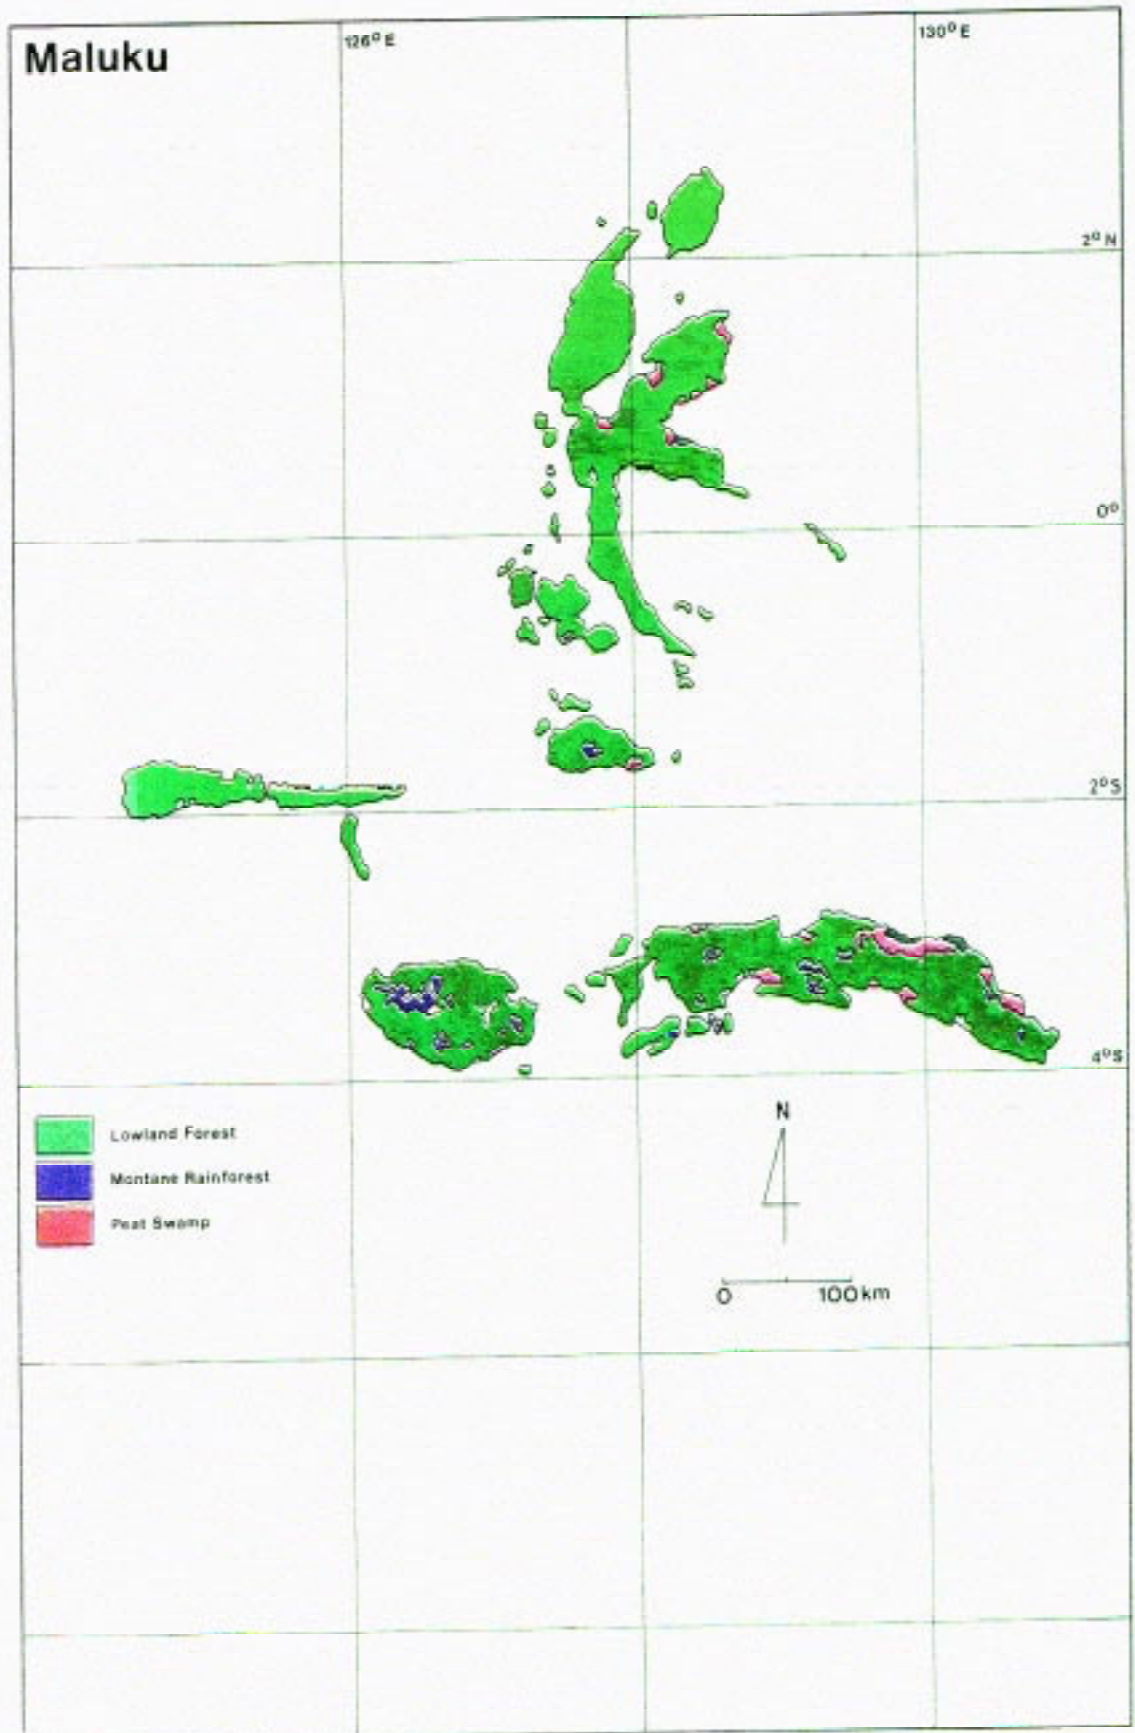 Maluku
126° E
130° E
2° N
0°
2° S
4° S
Lowland Forest
Montane Rainforest
Peat Swamp
N
0 100 km